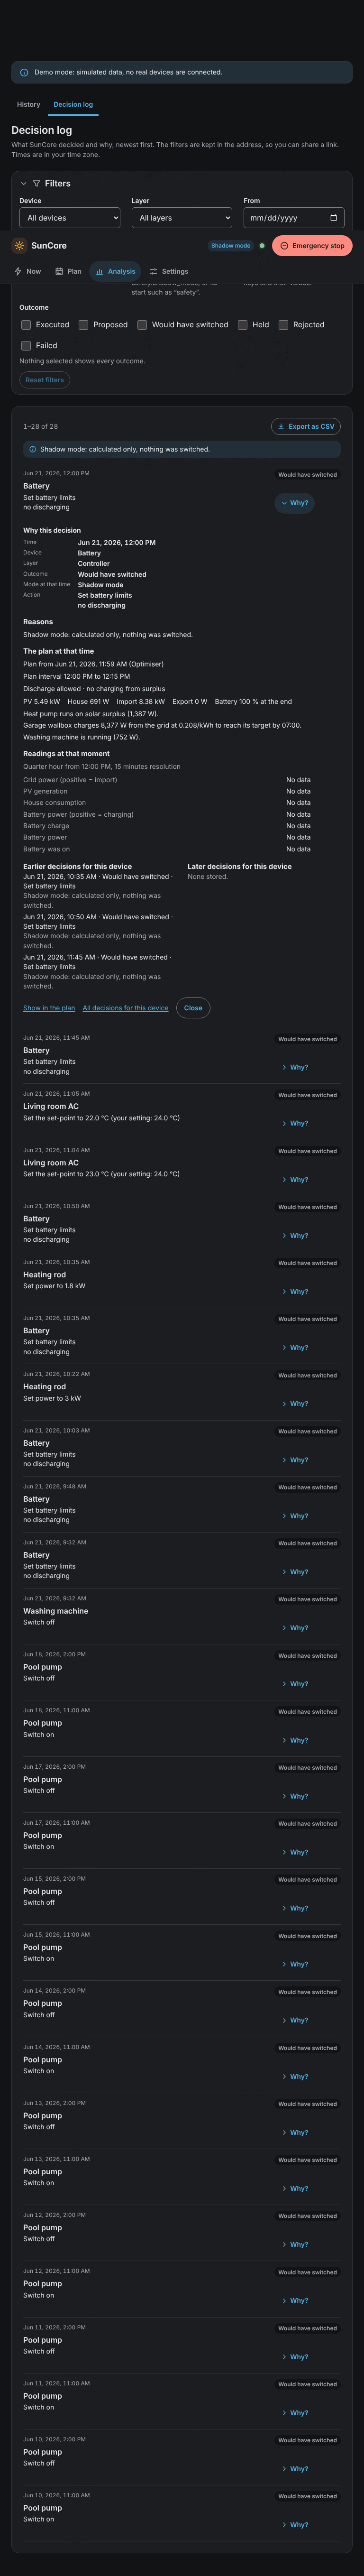 Demo mode: simulated data, no real devices are connected.
History
Decision log
Decision log
What SunCore decided and why, newest first. The filters are kept in the address, so you can share a link.
Times are in your time zone.
Filters
Device
Layer
From
All devices
All layers
mm/dd/yyyy
SunCore
Shadow mode
Emergency stop
Now
Plan
Analysis
Settings
start such as "safety".
Outcome
Executed
Proposed
Would have switched
Held
Rejected
Failed
Nothing selected shows every outcome.
Reset filters
1–28 of 28
Export as CSV
Shadow mode: calculated only, nothing was switched.
Jun 21, 2026, 12:00 PM
Would have switched
Battery
Set battery limits
no discharging
Why?
Why this decision
Time
Jun 21, 2026, 12:00 PM
Device
Battery
Layer
Controller
Outcome
Would have switched
Mode at that time
Shadow mode
Action
Set battery limits
no discharging
Reasons
Shadow mode: calculated only, nothing was switched.
The plan at that time
Plan from Jun 21, 2026, 11:59 AM (Optimiser)
Plan interval 12:00 PM to 12:15 PM
Discharge allowed · no charging from surplus
PV 5.49 kW House 691 W Import 8.38 kW Export 0 W Battery 100 % at the end
Heat pump runs on solar surplus (1,387 W).
Garage wallbox charges 8,377 W from the grid at 0.208/kWh to reach its target by 07:00.
Washing machine is running (752 W).
Readings at that moment
Quarter hour from 12:00 PM, 15 minutes resolution
Grid power (positive = import)
No data
PV generation
No data
House consumption
No data
Battery power (positive = charging)
No data
Battery charge
No data
Battery power
No data
Battery was on
No data
Earlier decisions for this device
Jun 21, 2026, 10:35 AM · Would have switched ·
Set battery limits
Shadow mode: calculated only, nothing was
switched.
Jun 21, 2026, 10:50 AM · Would have switched ·
Set battery limits
Shadow mode: calculated only, nothing was
switched.
Jun 21, 2026, 11:45 AM · Would have switched ·
Set battery limits
Shadow mode: calculated only, nothing was
switched.
Later decisions for this device
None stored.
Show in the plan
All decisions for this device
Close
Jun 21, 2026, 11:45 AM
Would have switched
Battery
Set battery limits
no discharging
Why?
Jun 21, 2026, 11:05 AM
Would have switched
Living room AC
Set the set-point to 22.0 °C (your setting: 24.0 °C)
Why?
Jun 21, 2026, 11:04 AM
Would have switched
Living room AC
Set the set-point to 23.0 °C (your setting: 24.0 °C)
Why?
Jun 21, 2026, 10:50 AM
Would have switched
Battery
Set battery limits
no discharging
Why?
Jun 21, 2026, 10:35 AM
Would have switched
Heating rod
Set power to 1.8 kW
Why?
Jun 21, 2026, 10:35 AM
Would have switched
Battery
Set battery limits
no discharging
Why?
Jun 21, 2026, 10:22 AM
Would have switched
Heating rod
Set power to 3 kW
Why?
Jun 21, 2026, 10:03 AM
Would have switched
Battery
Set battery limits
no discharging
Why?
Jun 21, 2026, 9:48 AM
Would have switched
Battery
Set battery limits
no discharging
Why?
Jun 21, 2026, 9:32 AM
Would have switched
Battery
Set battery limits
no discharging
Why?
Jun 21, 2026, 9:32 AM
Would have switched
Washing machine
Switch off
Why?
Jun 18, 2026, 2:00 PM
Would have switched
Pool pump
Switch off
Why?
Jun 18, 2026, 11:00 AM
Would have switched
Pool pump
Switch on
Why?
Jun 17, 2026, 2:00 PM
Would have switched
Pool pump
Switch off
Why?
Jun 17, 2026, 11:00 AM
Would have switched
Pool pump
Switch on
Why?
Jun 15, 2026, 2:00 PM
Would have switched
Pool pump
Switch off
Why?
Jun 15, 2026, 11:00 AM
Would have switched
Pool pump
Switch on
Why?
Jun 14, 2026, 2:00 PM
Would have switched
Pool pump
Switch off
Why?
Jun 14, 2026, 11:00 AM
Would have switched
Pool pump
Switch on
Why?
Jun 13, 2026, 2:00 PM
Would have switched
Pool pump
Switch off
Why?
Jun 13, 2026, 11:00 AM
Would have switched
Pool pump
Switch on
Why?
Jun 12, 2026, 2:00 PM
Would have switched
Pool pump
Switch off
Why?
Jun 12, 2026, 11:00 AM
Would have switched
Pool pump
Switch on
Why?
Jun 11, 2026, 2:00 PM
Would have switched
Pool pump
Switch off
Why?
Jun 11, 2026, 11:00 AM
Would have switched
Pool pump
Switch on
Why?
Jun 10, 2026, 2:00 PM
Would have switched
Pool pump
Switch off
Why?
Jun 10, 2026, 11:00 AM
Would have switched
Pool pump
Switch on
Why?